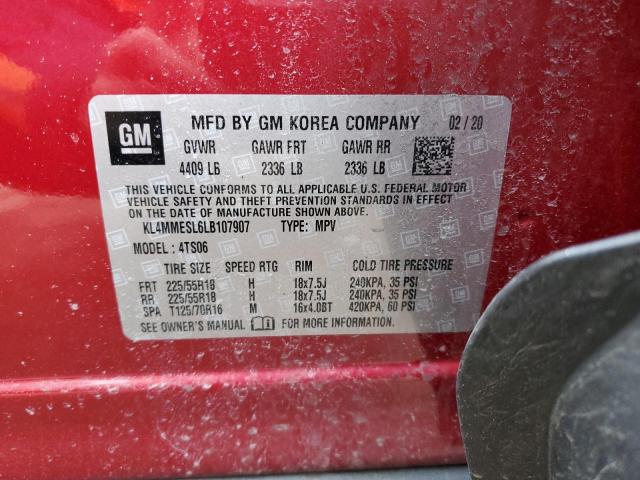 GM MFD BY GM KOREA COMPANY 02/20
GVWR GAWR FRT GAWR RR
4409 LB 2336 LB 2336 LB
THIS VEHICLE CONFORMS TO ALL APPLICABLE U.S. FEDERAL MOTOR
VEHICLE SAFETY AND THEFT PREVENTION STANDARDS IN EFFECT
ON THE DATE OF MANUFACTURE SHOWN ABOVE.
KL4MMESL6LB107907 TYPE: MPV
MODEL: 4TS06
TIRE SIZE SPEED RTG RIM COLD TIRE PRESSURE
FRT 225/55R18 H 18x7.5J 240KPA, 35 PSI
RR 225/55R18 H 18x7.5J 240KPA, 35 PSI
SPA T125/70R16 M 16x4.0BT 420KPA, 60 PSI
SEE OWNER'S MANUAL FOR MORE INFORMATION.